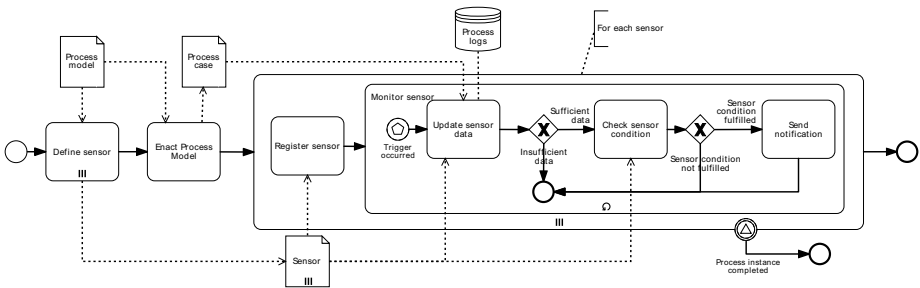 Process
logs
For each sensor
Process
model
Process
case
Monitor sensor
Define sensor
Enact Process
Model
Register sensor
Trigger
occurred
Update sensor
data
Sufficient
data
Insufficient
data
Check sensor
condition
Sensor
condition
fulfilled
Sensor condition
not fulfilled
Send
notification
Sensor
Process instance
completed